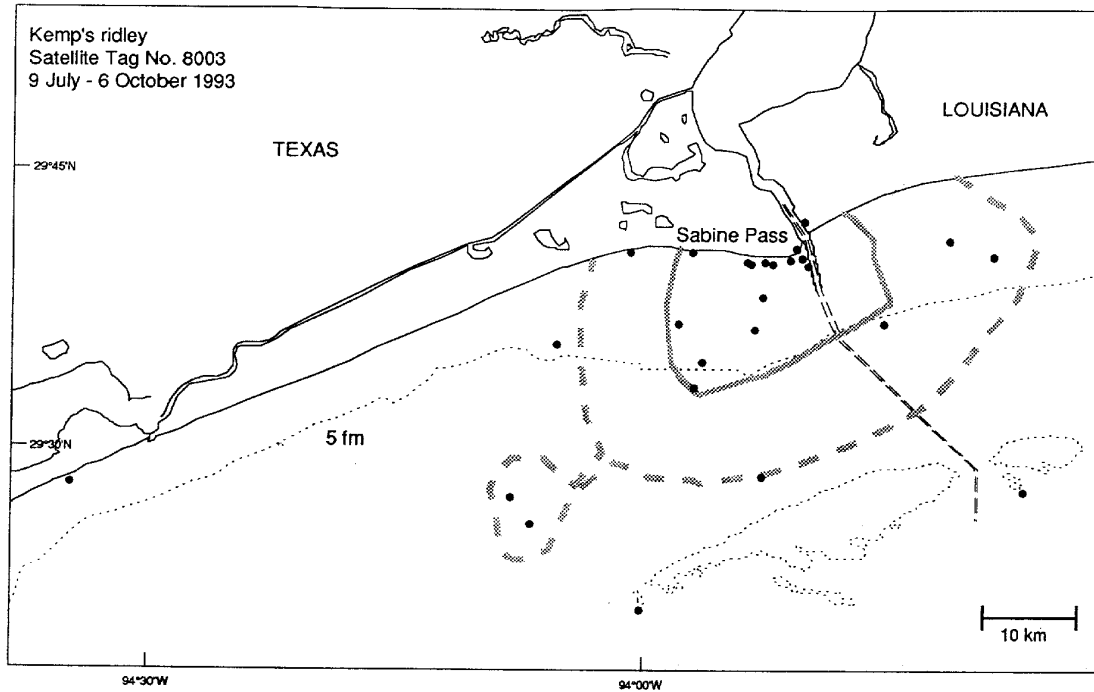 Kemp's ridley
Satellite Tag No. 8003
9 July - 6 October 1993
LOUISIANA
TEXAS
29°45'N
Sabine Pass
5 fm
29°30'N
10 km
94°30'W
94°00'W